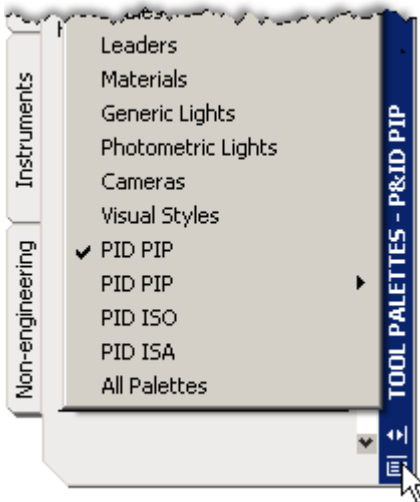 Leaders
Materials
Generic Lights
Photometric Lights
Cameras
Visual Styles
PID PIP
PID PIP
PID ISO
PID ISA
All Palettes
Instruments
Non-engineering
TOOL PALETTES - P&ID PIP